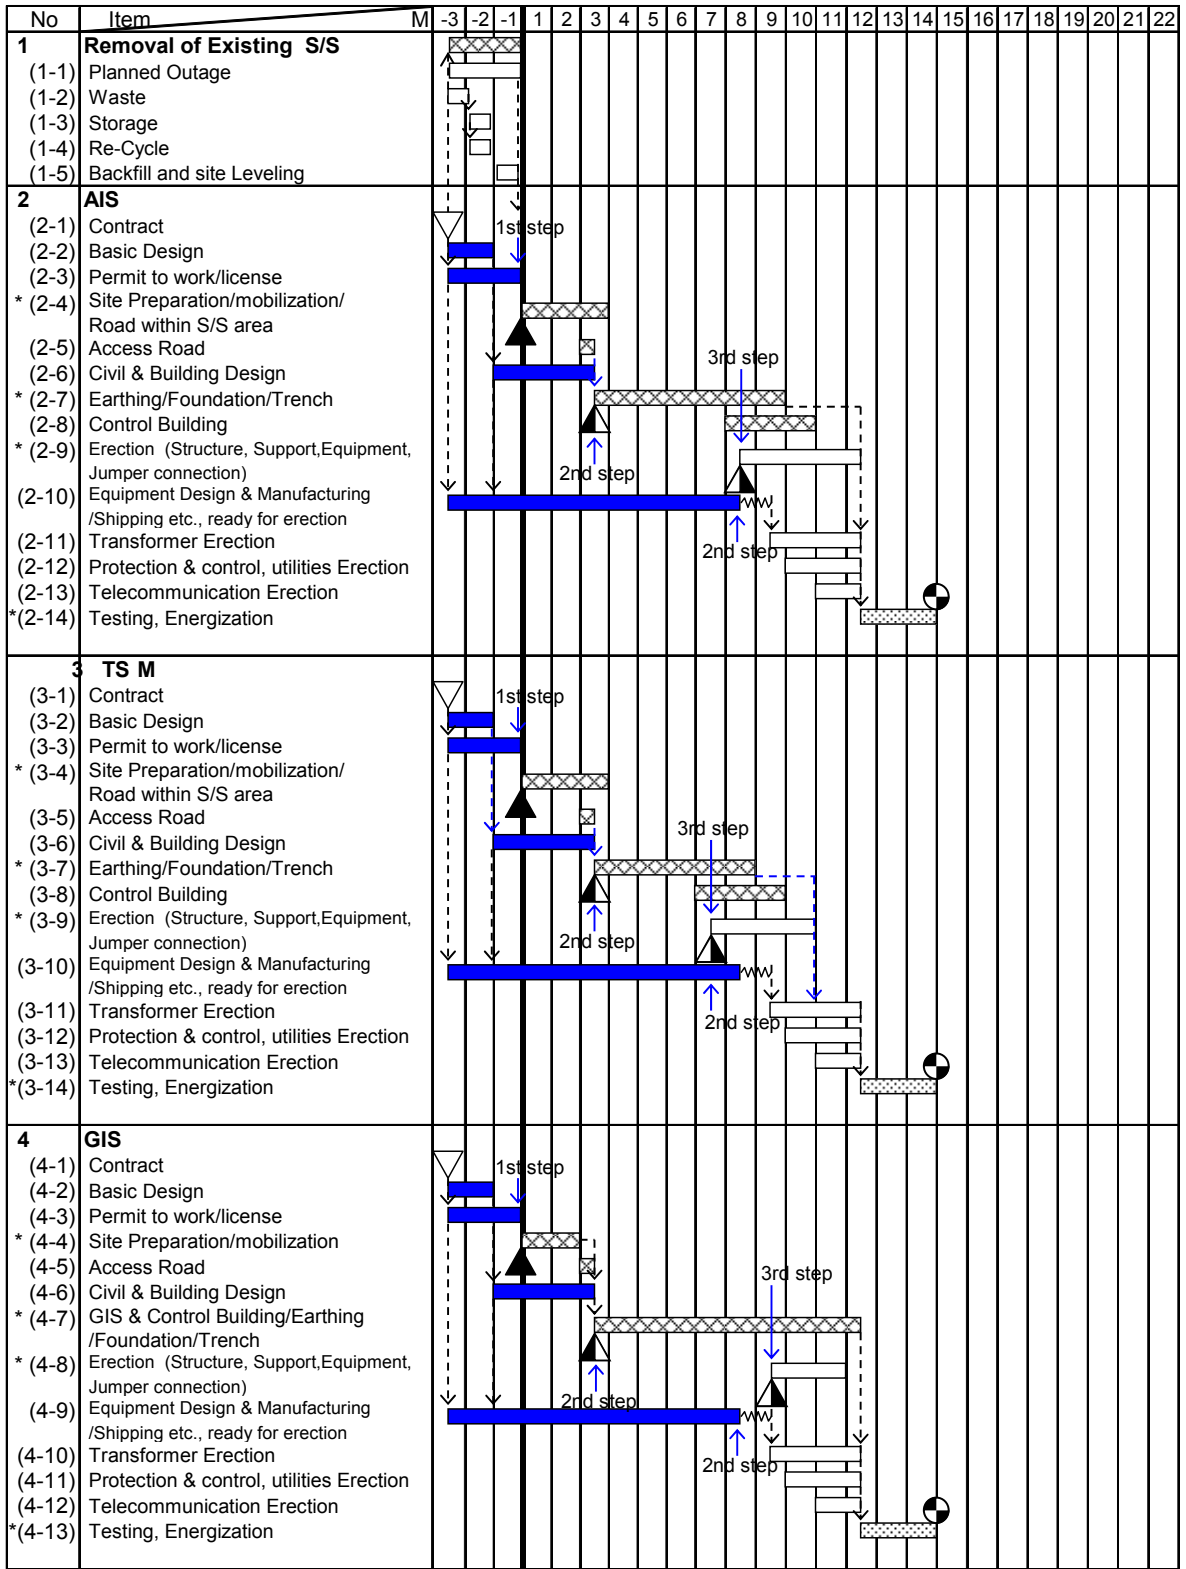 No Item M -3 -2 -1 1 2 3 4 5 6 7 8 9 10 11 12 13 14 15 16 17 18 19 20 21 22
1 Removal of Existing S/S
(1-1) Planned Outage
(1-2) Waste
(1-3) Storage
(1-4) Re-Cycle
(1-5) Backfill and site Leveling
2 AIS
(2-1) Contract 1st step
(2-2) Basic Design
(2-3) Permit to work/license
* (2-4) Site Preparation/mobilization/
Road within S/S area
(2-5) Access Road
3rd step
(2-6) Civil & Building Design
* (2-7) Earthing/Foundation/Trench
(2-8) Control Building
* (2-9) Erection (Structure, Support,Equipment,
Jumper connection) 2nd step
(2-10) Equipment Design & Manufacturing
/Shipping etc., ready for erection
(2-11) Transformer Erection
2nd step
(2-12) Protection & control, utilities Erection
(2-13) Telecommunication Erection
*(2-14) Testing, Energization
3 TS M
(3-1) Contract 1st step
(3-2) Basic Design
(3-3) Permit to work/license
* (3-4) Site Preparation/mobilization/
Road within S/S area
(3-5) Access Road
3rd step
(3-6) Civil & Building Design
* (3-7) Earthing/Foundation/Trench
(3-8) Control Building
* (3-9) Erection (Structure, Support,Equipment,
Jumper connection) 2nd step
(3-10) Equipment Design & Manufacturing
/Shipping etc., ready for erection
(3-11) Transformer Erection
2nd step
(3-12) Protection & control, utilities Erection
(3-13) Telecommunication Erection
*(3-14) Testing, Energization
4 GIS
(4-1) Contract 1st step
(4-2) Basic Design
(4-3) Permit to work/license
* (4-4) Site Preparation/mobilization
(4-5) Access Road
3rd step
(4-6) Civil & Building Design
* (4-7) GIS & Control Building/Earthing
/Foundation/Trench
* (4-8) Erection (Structure, Support,Equipment,
Jumper connection)
2nd step
(4-9) Equipment Design & Manufacturing
/Shipping etc., ready for erection
(4-10) Transformer Erection
2nd step
(4-11) Protection & control, utilities Erection
(4-12) Telecommunication Erection
*(4-13) Testing, Energization